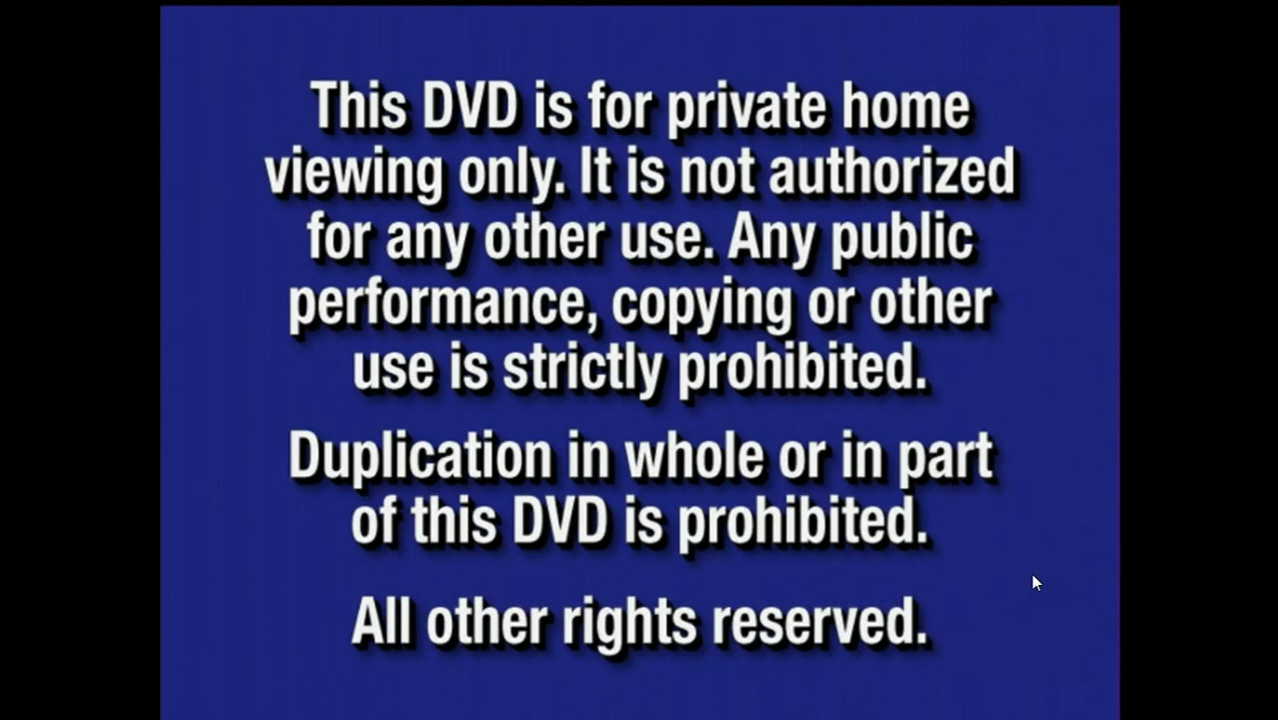 This DVD is for private home
viewing only. It is not authorized
for any other use. Any public
performance, copying or other
use is strictly prohibited.
Duplication in whole or in part
of this DVD is prohibited.
All other rights reserved.